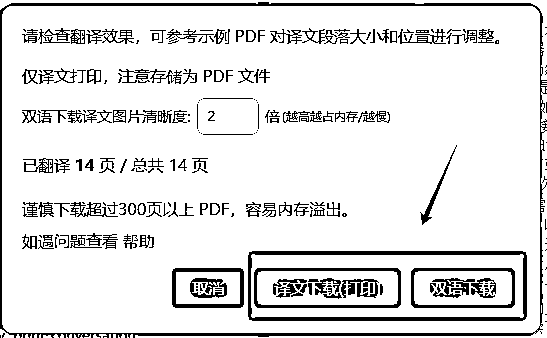 请检查翻译效果，可参考示例 PDF 对译文段落大小和位置进行调整。
仅译文打印，注意存储为 PDF 文件
双语下载译文图片清晰度: 2 倍 (越高越占内存/越慢)
已翻译 14 页 / 总共 14 页
谨慎下载超过300页以上 PDF，容易内存溢出。
如遇问题查看 帮助
取消 译文下载(打印) 双语下载